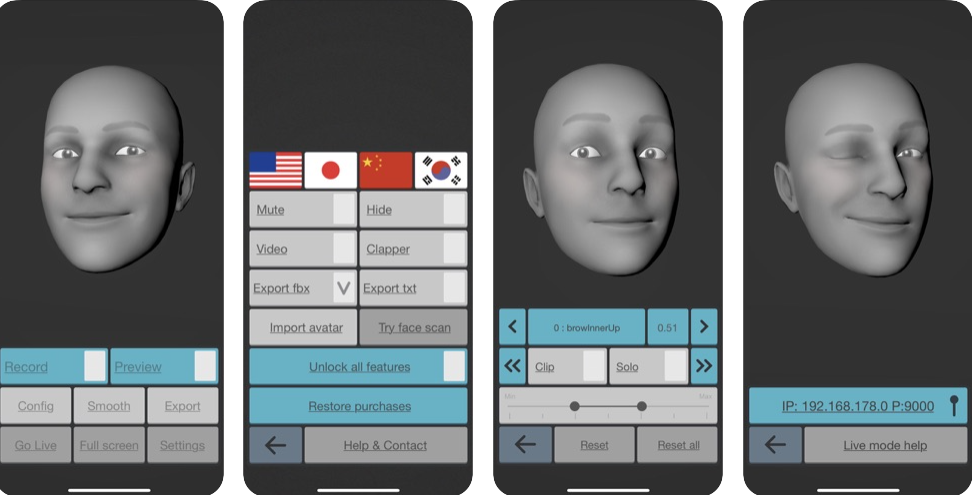 Record
Preview
Config
Smooth
Export
Go Live
Full screen
Settings
Mute
Hide
Video
Clapper
Export fbx
Export txt
Import avatar
Try face scan
Unlock all features
Restore purchases
Help & Contact
0 : browInnerUp
0.51
Clip
Solo
Min
Max
Reset
Reset all
IP: 192.168.178.0 P:9000
Live mode help